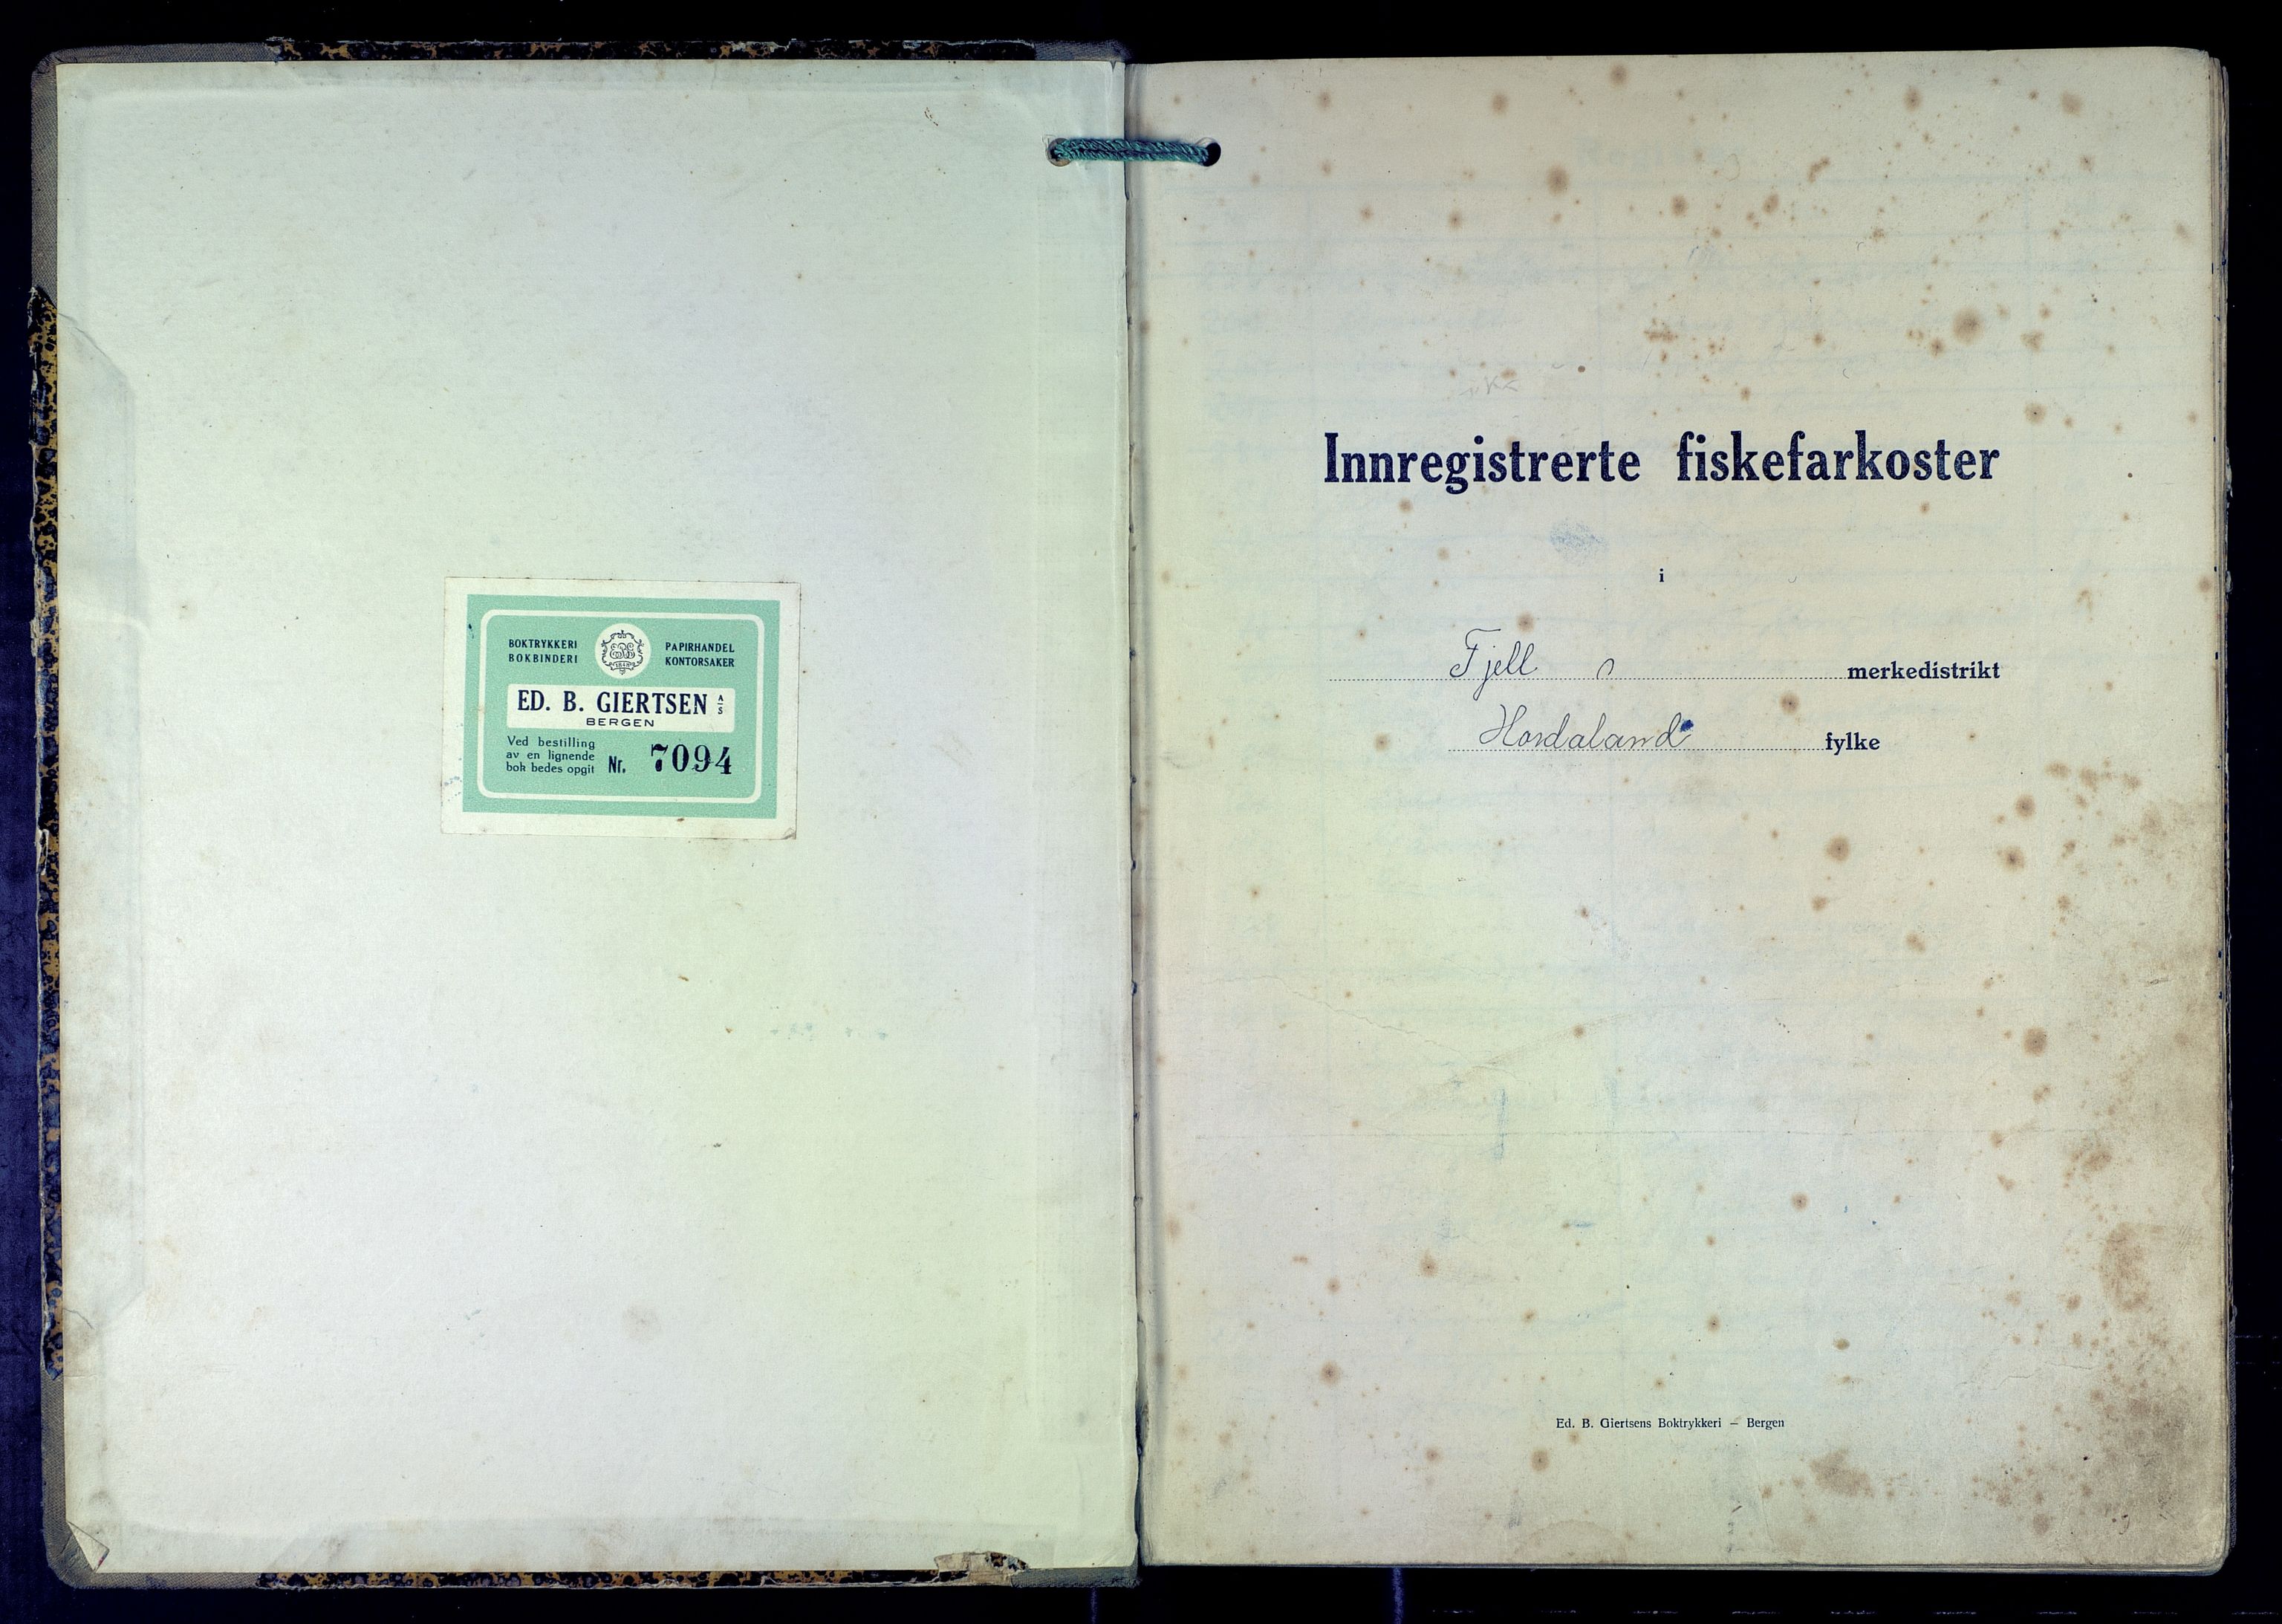 BOKTRYKKERI
BOKBINDERI
1848
PAPIRHANDEL
KONTORSAKER
ED. B. GIERTSEN A/S
BERGEN
Ved bestilling
av en lignende
bok bedes opgit
Nr. 7094
Innregistrerte fiskefarkoster
i
Fjell merkedistrikt
Hordaland fylke
Ed. B. Giertsens Boktrykkeri — Bergen